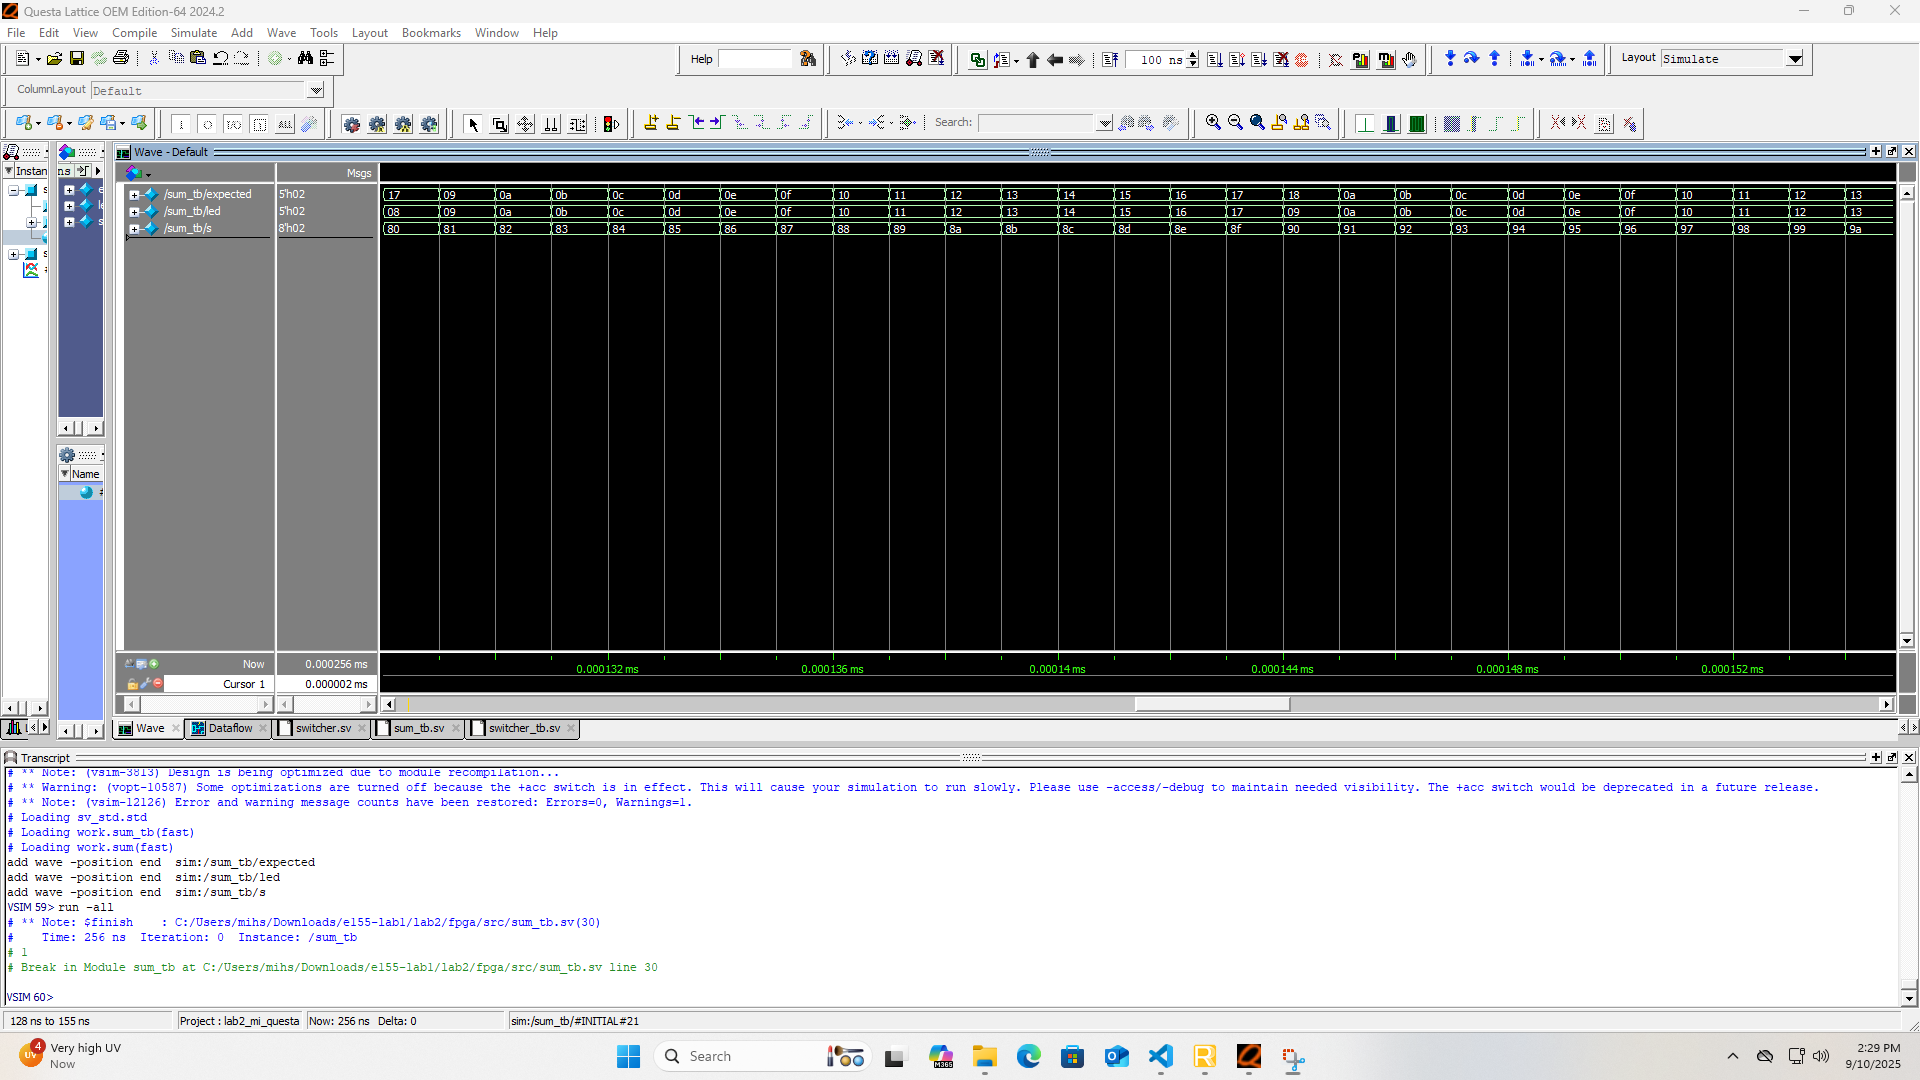 Questa Lattice OEM Edition-64 2024.2
File Edit View Compile Simulate Add Wave Tools Layout Bookmarks Window Help
Help 100 ns Layout Simulate
ColumnLayout Default
Search:
Wave - Default
Instan
Msgs
/sum_tb/expected 5'h02 17 09 0a 0b 0c 0d 0e 0f 10 11 12 13 14 15 16 17 18 0a 0b 0c 0d 0e 0f 10 11 12 13
/sum_tb/led 5'h02 08 09 0a 0b 0c 0d 0e 0f 10 11 12 13 14 15 16 17 09 0a 0b 0c 0d 0e 0f 10 11 12 13
/sum_tb/s 8'h02 80 81 82 83 84 85 86 87 88 89 8a 8b 8c 8d 8e 8f 90 91 92 93 94 95 96 97 98 99 9a
Name
Now 0.000256 ms 0.000132 ms 0.000136 ms 0.00014 ms 0.000144 ms 0.000148 ms 0.000152 ms
Cursor 1 0.000002 ms
Wave Dataflow switcher.sv sum_tb.sv switcher_tb.sv
Transcript
# ** Note: (vsim-3813) Design is being optimized due to module recompilation...
# ** Warning: (vopt-10587) Some optimizations are turned off because the +acc switch is in effect. This will cause your simulation to run slowly. Please use -access/-debug to maintain needed visibility. The +acc switch would be deprecated in a future release.
# ** Note: (vsim-12126) Error and warning message counts have been restored: Errors=0, Warnings=1.
# Loading sv_std.std
# Loading work.sum_tb(fast)
# Loading work.sum(fast)
add wave -position end  sim:/sum_tb/expected
add wave -position end  sim:/sum_tb/led
add wave -position end  sim:/sum_tb/s
VSIM 59> run -all
# ** Note: $finish    : C:/Users/mihs/Downloads/e155-lab1/lab2/fpga/src/sum_tb.sv(30)
#    Time: 256 ns  Iteration: 0  Instance: /sum_tb
# 1
# Break in Module sum_tb at C:/Users/mihs/Downloads/e155-lab1/lab2/fpga/src/sum_tb.sv line 30
VSIM 60>
128 ns to 155 ns Project : lab2_mi_questa Now: 256 ns Delta: 0 sim:/sum_tb/#INITIAL#21
4 Very high UV
Now
Search
2:29 PM
9/10/2025